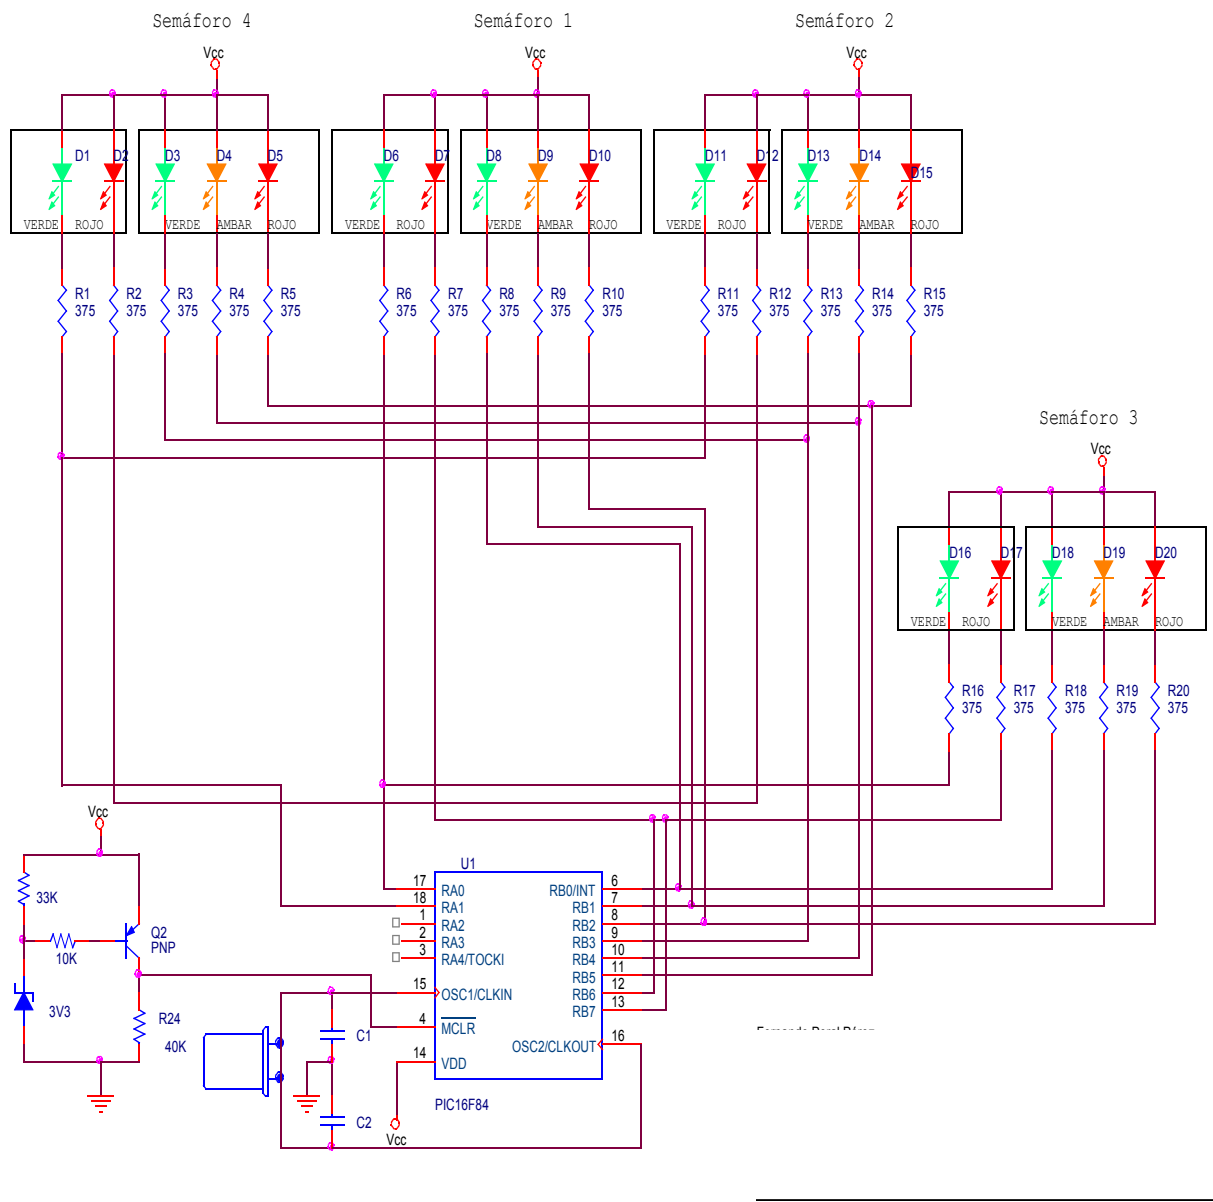 Semáforo 4 Semáforo 1 Semáforo 2
Vcc Vcc Vcc
D1 D2 D3 D4 D5 D6 D7 D8 D9 D10 D11 D12 D13 D14 D15
VERDE ROJO VERDE AMBAR ROJO VERDE ROJO VERDE AMBAR ROJO VERDE ROJO VERDE AMBAR ROJO
R1 R2 R3 R4 R5 R6 R7 R8 R9 R10 R11 R12 R13 R14 R15
375 375 375 375 375 375 375 375 375 375 375 375 375 375 375
Semáforo 3
Vcc
D16 D17 D18 D19 D20
VERDE ROJO VERDE AMBAR ROJO
R16 R17 R18 R19 R20
375 375 375 375 375
Vcc
33K
10K
Q2
PNP
3V3
R24
40K
C1
C2
U1
17 RA0
18 RA1
1 RA2
2 RA3
3 RA4/TOCKI
15 OSC1/CLKIN
4 MCLR
14 VDD
RB0/INT 6
RB1 7
RB2 8
RB3 9
RB4 10
RB5 11
RB6 12
RB7 13
OSC2/CLKOUT 16
PIC16F84
Vcc